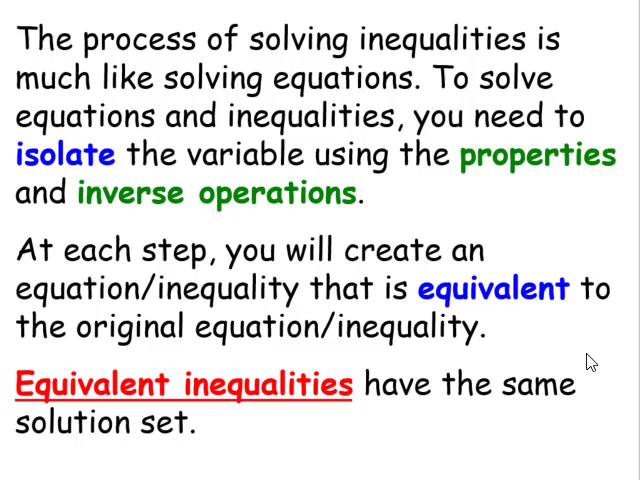 The process of solving inequalities is
much like solving equations. To solve
equations and inequalities, you need to
isolate the variable using the properties
and inverse operations.
At each step, you will create an
equation/inequality that is equivalent to
the original equation/inequality.
Equivalent inequalities have the same
solution set.